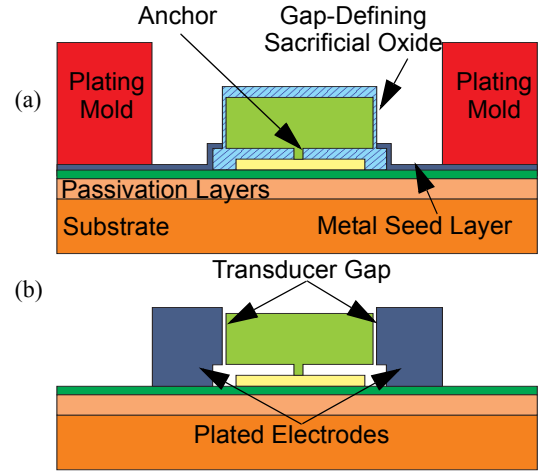 Anchor
Gap-Defining
Sacrificial Oxide
(a)
Plating
Mold
Plating
Mold
Passivation Layers
Substrate
Metal Seed Layer
(b)
Transducer Gap
Plated Electrodes